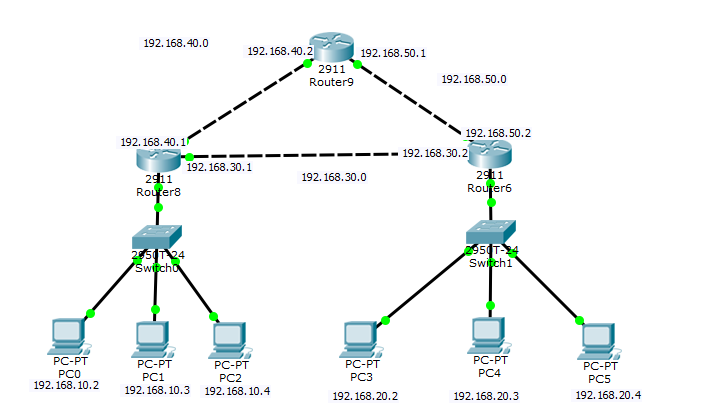 192.168.40.0
192.168.40.2
192.168.50.1
2911
Router9
192.168.50.0
192.168.40.1
192.168.50.2
192.168.30.1
192.168.30.2
192.168.30.0
2911
Router8
2911
Router6
2950T-24
Switch0
2950T-24
Switch1
PC-PT
PC0
192.168.10.2
PC-PT
PC1
192.168.10.3
PC-PT
PC2
192.168.10.4
PC-PT
PC3
192.168.20.2
PC-PT
PC4
192.168.20.3
PC-PT
PC5
192.168.20.4